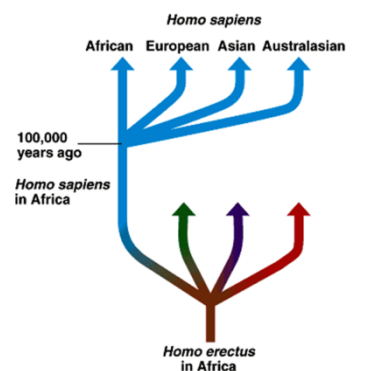 Homo sapiens
African European Asian Australasian
100,000
years ago
Homo sapiens
in Africa
Homo erectus
in Africa